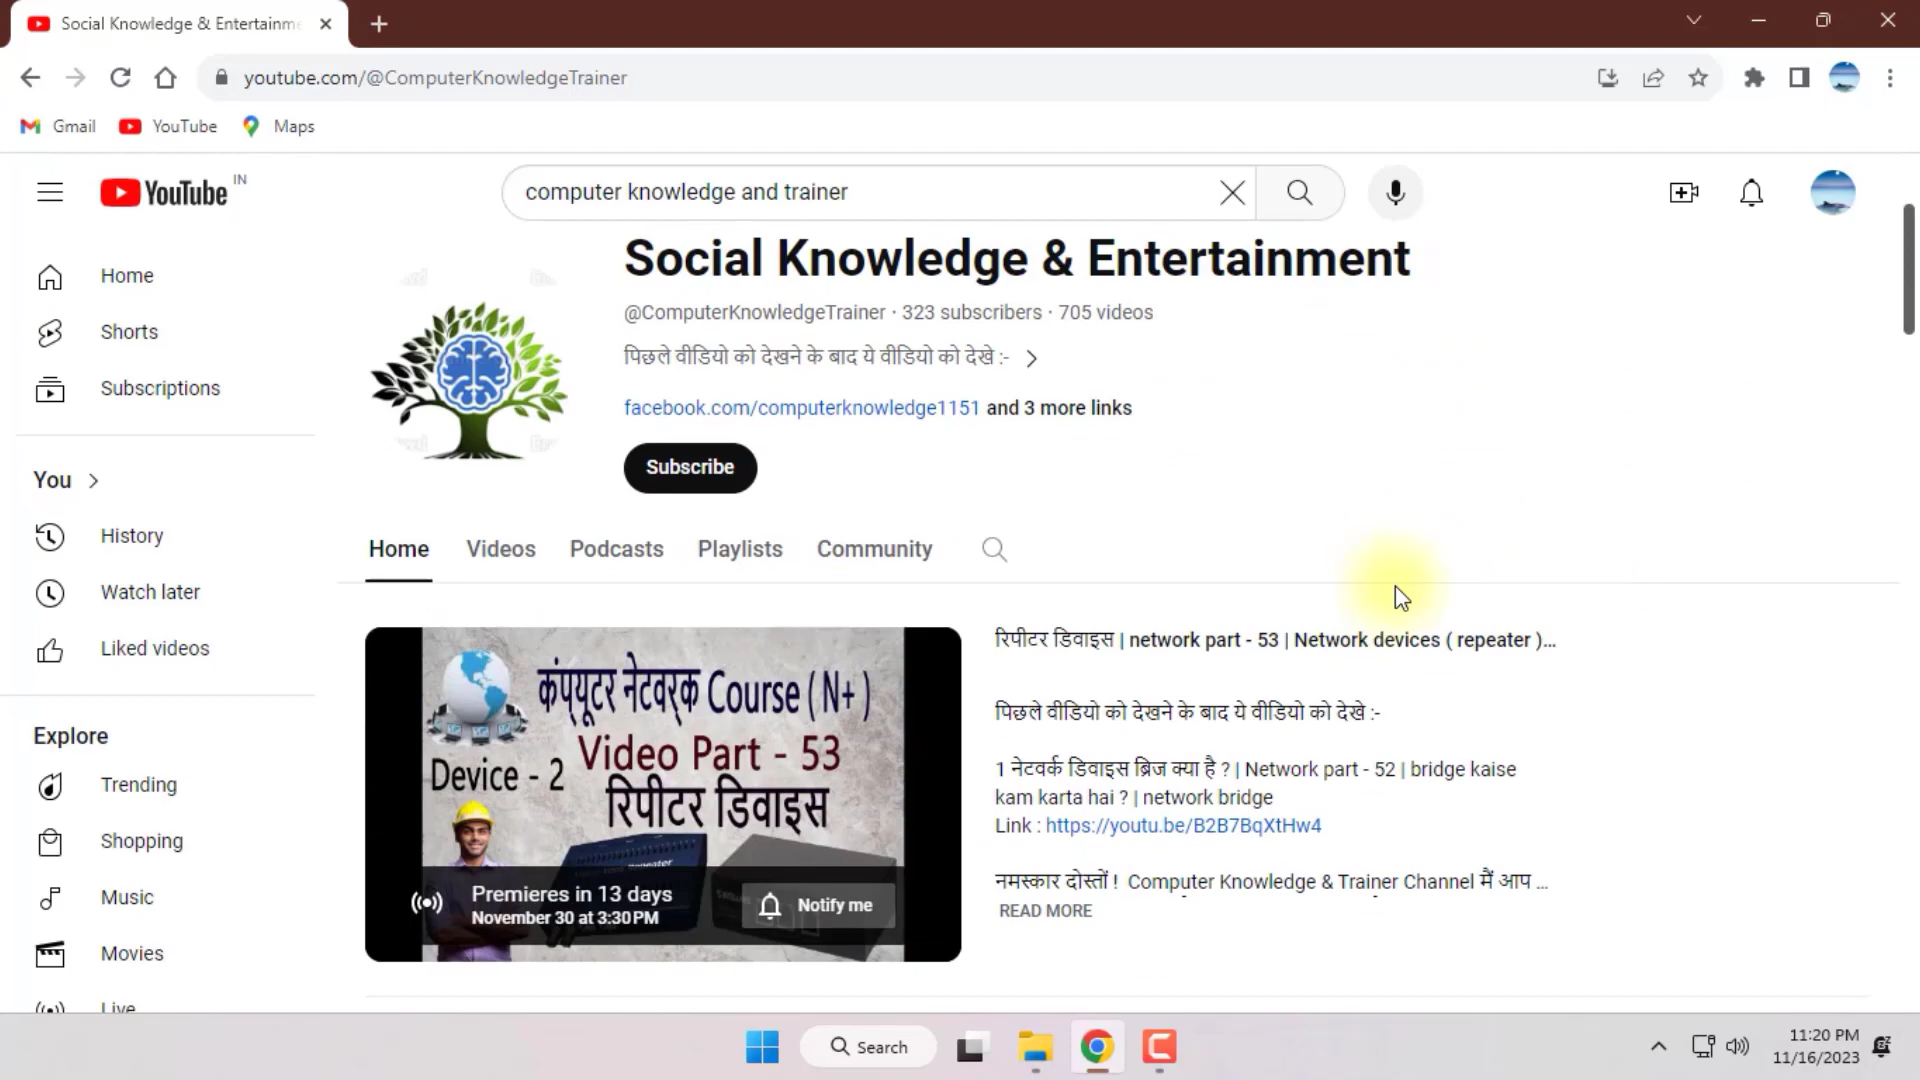 Social Knowledge & Entertainme
youtube.com/@ComputerKnowledgeTrainer
Gmail
YouTube
Maps
YouTube IN
computer knowledge and trainer
Home
Shorts
Subscriptions
You
History
Watch later
Liked videos
Explore
Trending
Shopping
Music
Movies
Live
Social Knowledge & Entertainment
@ComputerKnowledgeTrainer · 323 subscribers · 705 videos
पिछले वीडियो को देखने के बाद ये वीडियो को देखे :-
facebook.com/computerknowledge1151 and 3 more links
Subscribe
Home
Videos
Podcasts
Playlists
Community
कंप्यूटर नेटवर्क Course ( N+ )
Video Part - 53
Device - 2
रिपीटर डिवाइस
Repeater
Premieres in 13 days
November 30 at 3:30 PM
Notify me
रिपीटर डिवाइस | network part - 53 | Network devices ( repeater )...
पिछले वीडियो को देखने के बाद ये वीडियो को देखे :-
1 नेटवर्क डिवाइस ब्रिज क्या है ? | Network part - 52 | bridge kaise
kam karta hai ? | network bridge
Link : https://youtu.be/B2B7BqXtHw4
नमस्कार दोस्तों ! Computer Knowledge & Trainer Channel मैं आप ...
READ MORE
Search
11:20 PM
11/16/2023